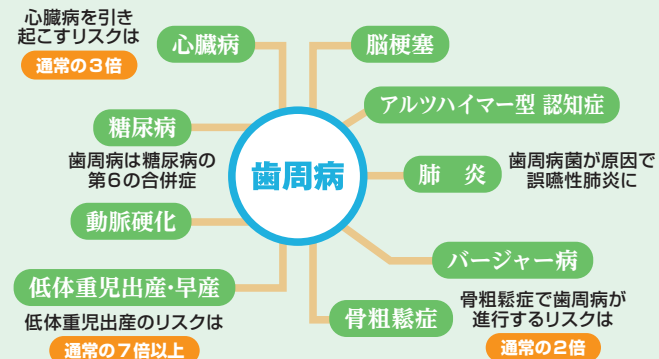 心臓病を引き
起こすリスクは
通常の3倍
心臓病
脳梗塞
アルツハイマー型 認知症
糖尿病
歯周病は糖尿病の
第6の合併症
歯周病
肺　炎
歯周病菌が原因で
誤嚥性肺炎に
動脈硬化
バージャー病
低体重児出産・早産
低体重児出産のリスクは
通常の7倍以上
骨粗鬆症
骨粗鬆症で歯周病が
進行するリスクは
通常の2倍